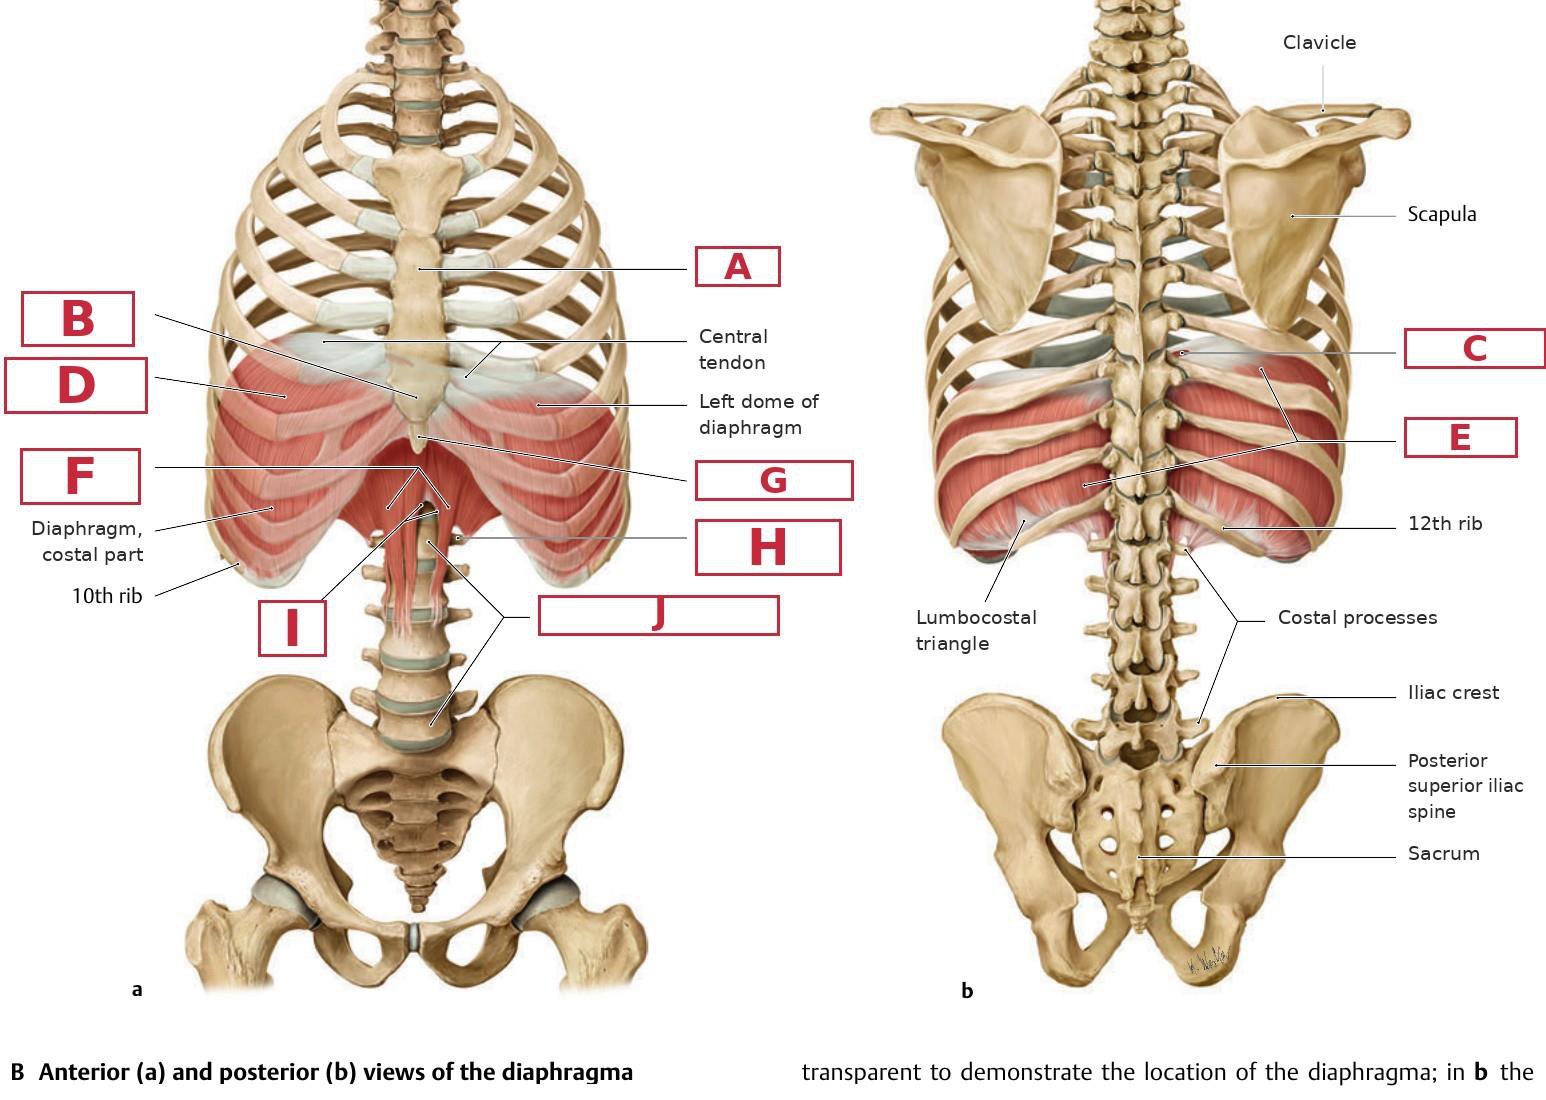 Clavicle
Scapula
A
B
Central
tendon
C
D
Left dome of
diaphragm
E
F
G
Diaphragm,
costal part
H
12th rib
10th rib
I
J
Lumbocostal
triangle
Costal processes
Iliac crest
Posterior
superior iliac
spine
Sacrum
a
b
B Anterior (a) and posterior (b) views of the diaphragma
transparent to demonstrate the location of the diaphragma; in b the